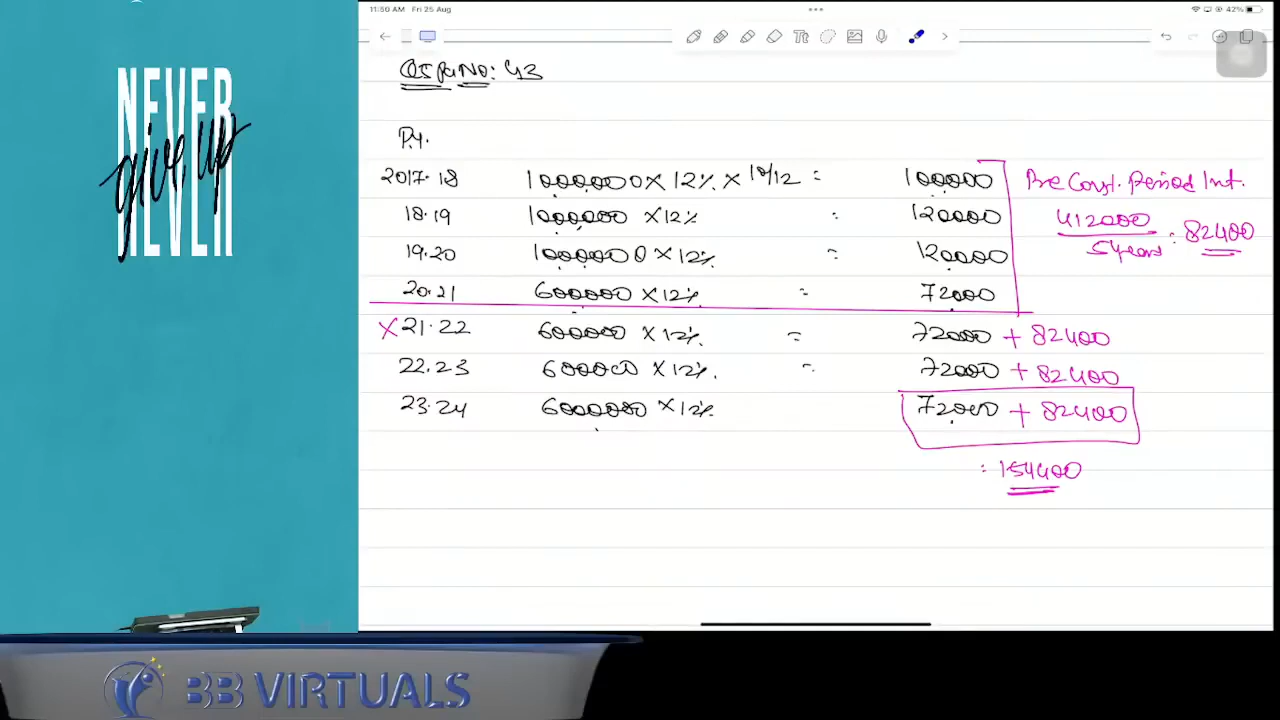 11:50 AM Fri 25 Aug
42%
NEVER
give up
NEVER
No: 43
P.Y.
2017-18 1000000 × 12% × 10/12 = 100000
18.19 1000000 × 12% = 120000
19.20 1000000 × 12% = 120000
20.21 600000 × 12% = 72000
× 21.22 600000 × 12% = 72000 + 82400
22.23 600000 × 12% = 72000 + 82400
23.24 6000000 × 12% 72000 + 82400
= 154400
Pre Const. Period Int.
412000
5 years = 82400
BB VIRTUALS